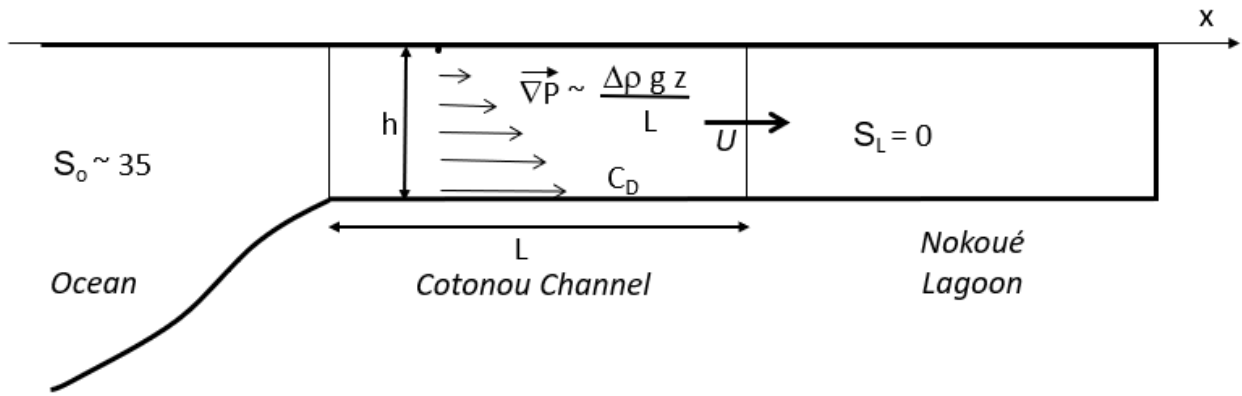 x
∇P ~ Δρ g z
L
h
U
S_L = 0
S_o ~ 35
C_D
L
Nokoué
Lagoon
Ocean
Cotonou Channel